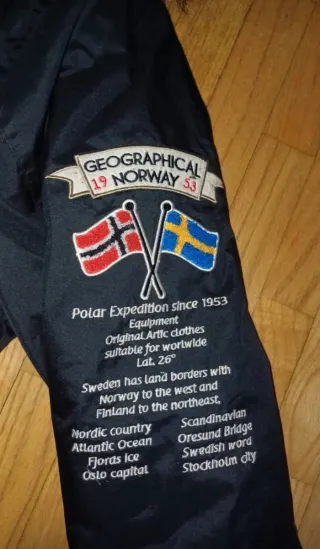 GEOGRAPHICAL
19 NORWAY 53
Polar Expedition since 1953
Equipment
Original Artic clothes
suitable for worlwide
Lat. 26°
Sweden has land borders with
Norway to the west and
Finland to the northeast,
Nordic country
Atlantic Ocean
Fjords ice
Oslo capital
Scandinavian
Oresund Bridge
Swedish word
Stockholm city